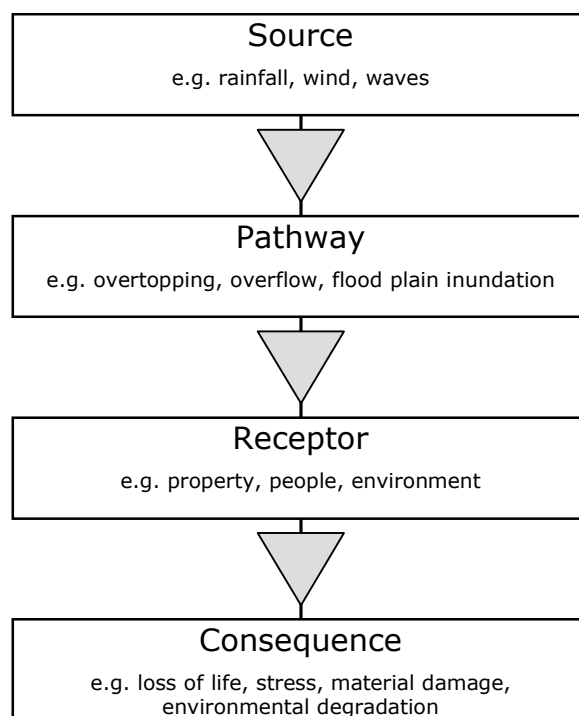 Source
e.g. rainfall, wind, waves
Pathway
e.g. overtopping, overflow, flood plain inundation
Receptor
e.g. property, people, environment
Consequence
e.g. loss of life, stress, material damage,
environmental degradation